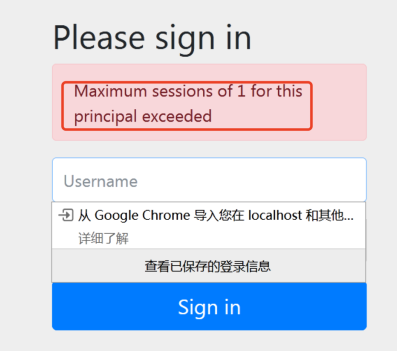 Please sign in
Maximum sessions of 1 for this
principal exceeded
Username
从 Google Chrome 导入您在 localhost 和其他...
详细了解
查看已保存的登录信息
Sign in